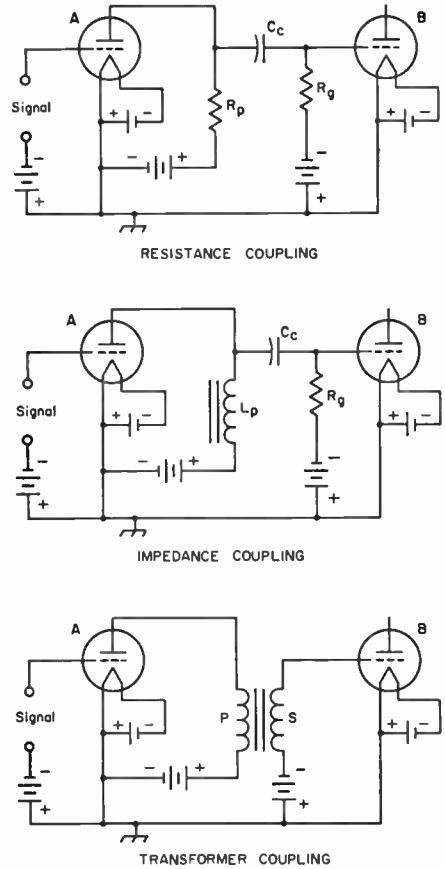 A
B
Cc
Signal
Rp
Rg
+ -
- +
-
+
-
+
+ -
RESISTANCE COUPLING
A
B
Cc
Signal
Lp
Rg
+ -
- +
-
+
-
+
+ -
IMPEDANCE COUPLING
A
B
Signal
P
S
+ -
- +
-
+
-
+
+ -
TRANSFORMER COUPLING